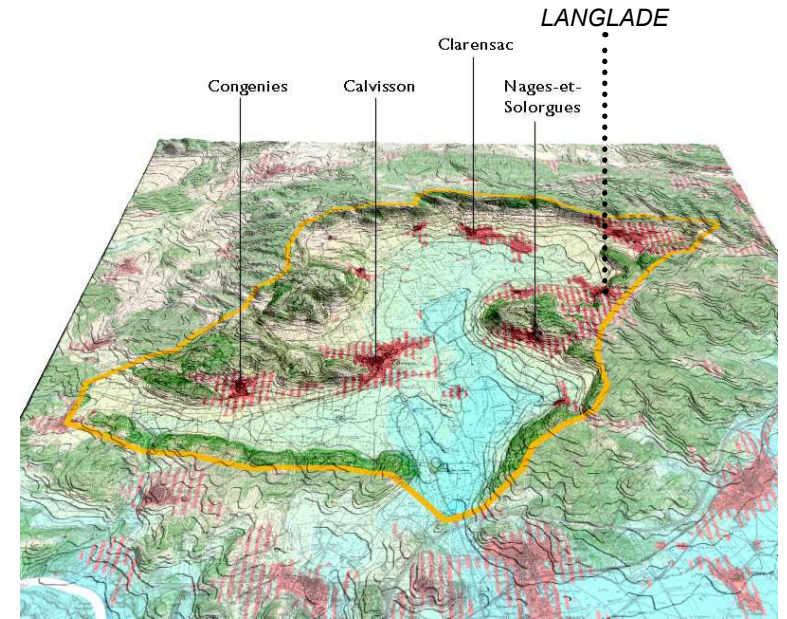 LANGLADE
Clarensac
Congenies
Calvisson
Nages-et-
Solorgues